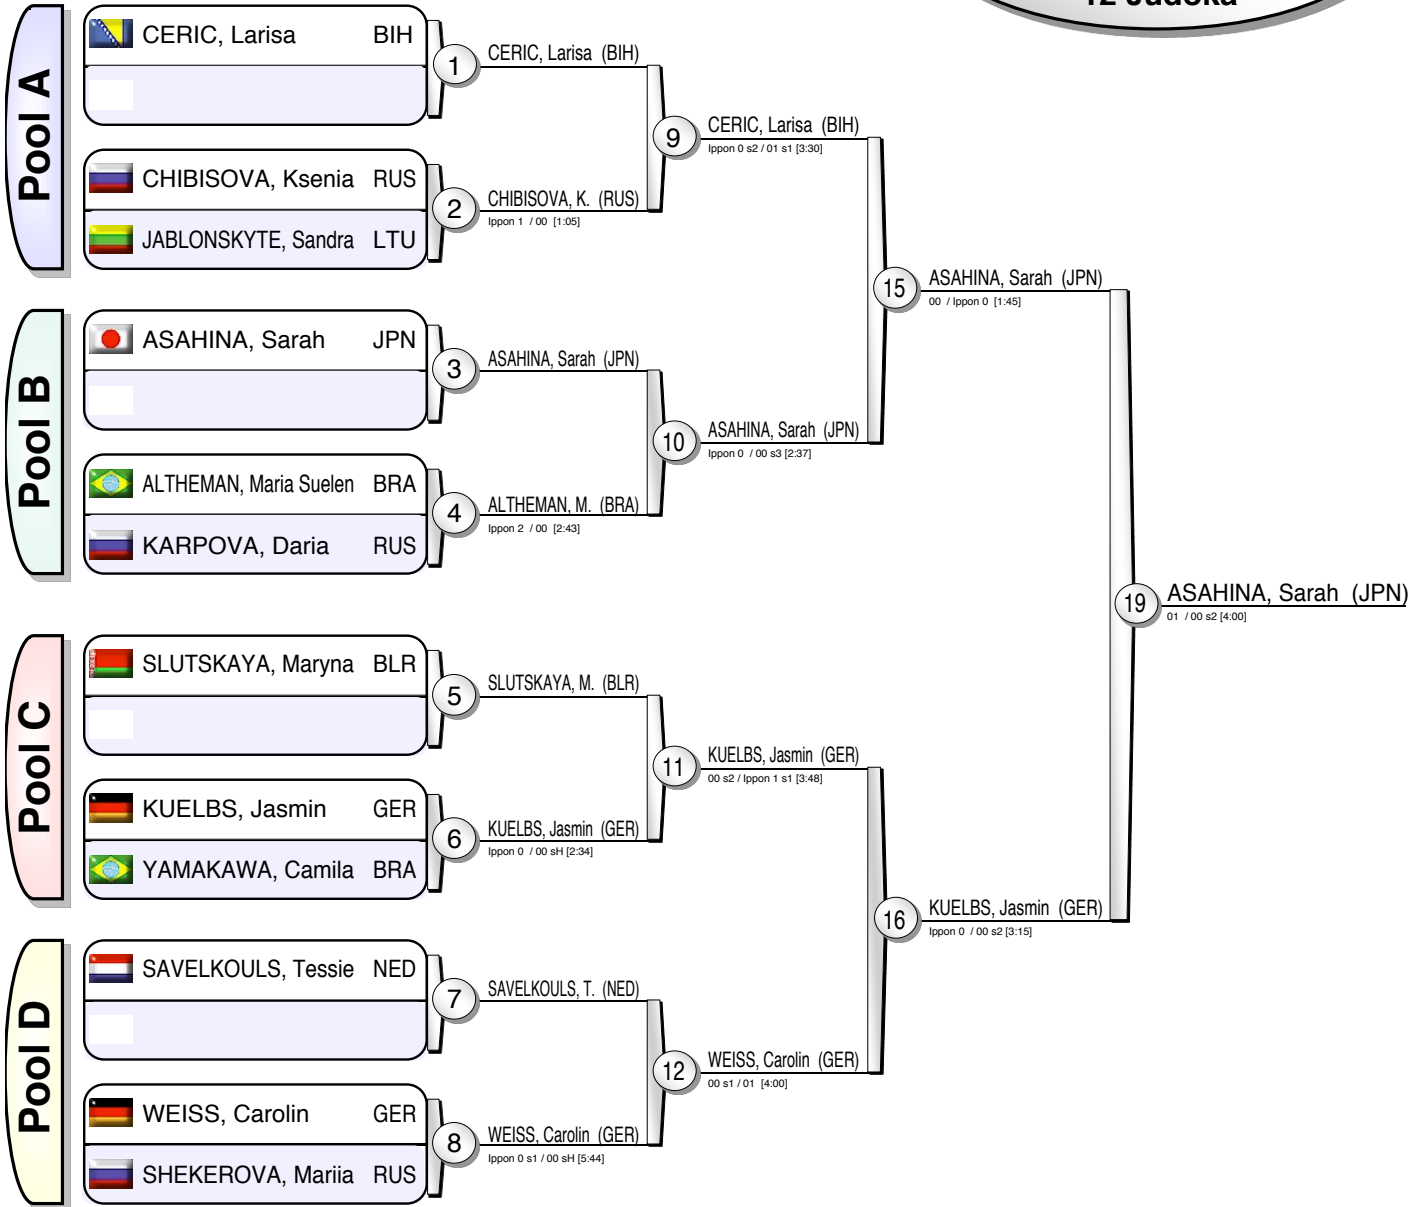 12 Judoka
Pool A
CERIC, Larisa BIH
CHIBISOVA, Ksenia RUS
JABLONSKYTE, Sandra LTU
1
CERIC, Larisa (BIH)
2
CHIBISOVA, K. (RUS)
Ippon 1 / 00 [1:05]
9
CERIC, Larisa (BIH)
Ippon 0 s2 / 01 s1 [3:30]
Pool B
ASAHINA, Sarah JPN
ALTHEMAN, Maria Suelen BRA
KARPOVA, Daria RUS
3
ASAHINA, Sarah (JPN)
4
ALTHEMAN, M. (BRA)
Ippon 2 / 00 [2:43]
10
ASAHINA, Sarah (JPN)
Ippon 0 / 00 s3 [2:37]
15
ASAHINA, Sarah (JPN)
00 / Ippon 0 [1:45]
Pool C
SLUTSKAYA, Maryna BLR
KUELBS, Jasmin GER
YAMAKAWA, Camila BRA
5
SLUTSKAYA, M. (BLR)
6
KUELBS, Jasmin (GER)
Ippon 0 / 00 sH [2:34]
11
KUELBS, Jasmin (GER)
00 s2 / Ippon 1 s1 [3:48]
Pool D
SAVELKOULS, Tessie NED
WEISS, Carolin GER
SHEKEROVA, Mariia RUS
7
SAVELKOULS, T. (NED)
8
WEISS, Carolin (GER)
Ippon 0 s1 / 00 sH [5:44]
12
WEISS, Carolin (GER)
00 s1 / 01 [4:00]
16
KUELBS, Jasmin (GER)
Ippon 0 / 00 s2 [3:15]
19
ASAHINA, Sarah (JPN)
01 / 00 s2 [4:00]